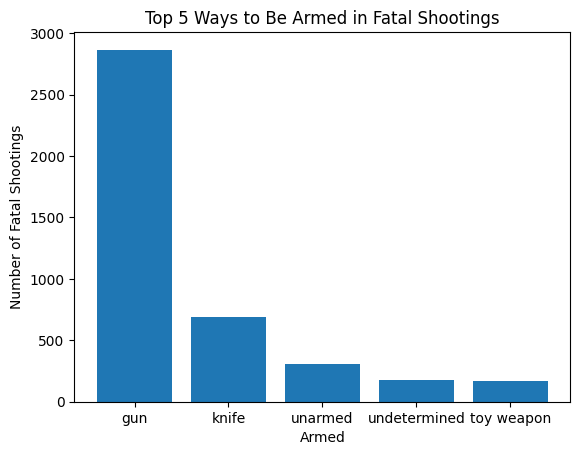 Top 5 Ways to Be Armed in Fatal Shootings
3000
2500
2000
1500
1000
500
0
Number of Fatal Shootings
gun knife unarmed undetermined toy weapon
Armed